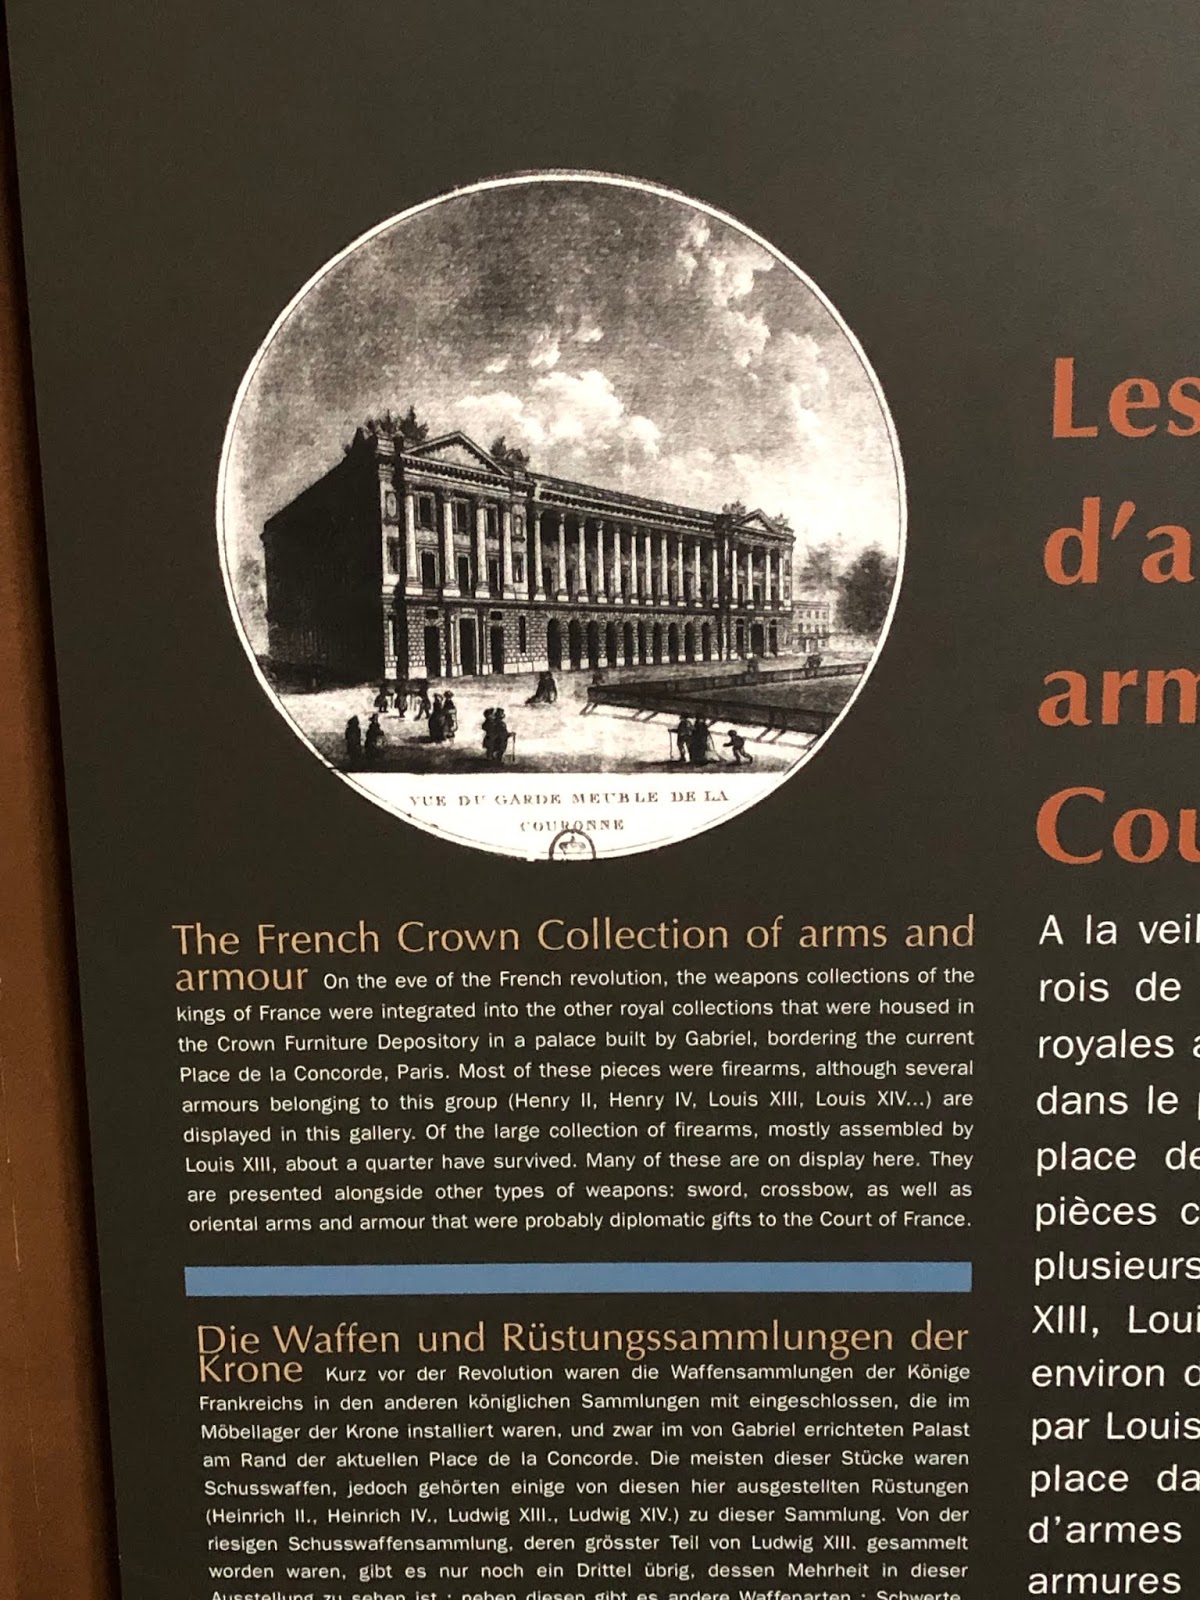 VUE DU GARDE MEUBLE DE LA
COURONNE
The French Crown Collection of arms and
armour On the eve of the French revolution, the weapons collections of the
kings of France were integrated into the other royal collections that were housed in
the Crown Furniture Depository in a palace built by Gabriel, bordering the current
Place de la Concorde, Paris. Most of these pieces were firearms, although several
armours belonging to this group (Henry II, Henry IV, Louis XIII, Louis XIV...) are
displayed in this gallery. Of the large collection of firearms, mostly assembled by
Louis XIII, about a quarter have survived. Many of these are on display here. They
are presented alongside other types of weapons: sword, crossbow, as well as
oriental arms and armour that were probably diplomatic gifts to the Court of France.
Die Waffen und Rüstungssammlungen der
Krone Kurz vor der Revolution waren die Waffensammlungen der Könige
Frankreichs in den anderen königlichen Sammlungen mit eingeschlossen, die im
Möbellager der Krone installiert waren, und zwar im von Gabriel errichteten Palast
am Rand der aktuellen Place de la Concorde. Die meisten dieser Stücke waren
Schusswaffen, jedoch gehörten einige von diesen hier ausgestellten Rüstungen
(Heinrich II., Heinrich IV., Ludwig XIII., Ludwig XIV.) zu dieser Sammlung. Von der
riesigen Schusswaffensammlung, deren grösster Teil von Ludwig XIII. gesammelt
worden waren, gibt es nur noch ein Drittel übrig, dessen Mehrheit in dieser
Ausstellung zu sehen ist : neben diesen gibt es andere Waffenarten : Schwerte,
Les
d'a
arm
Cou
A la veil
rois de
royales a
dans le
place de
pièces c
plusieurs
XIII, Loui
environ d
par Louis
place da
d'armes
armures